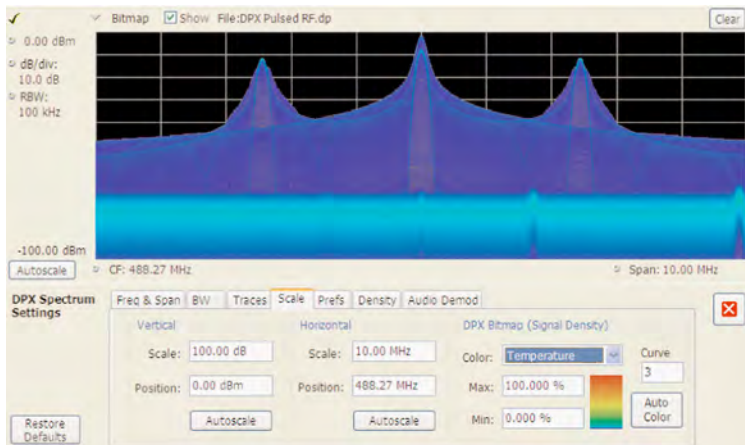 Bitmap Show File:DPX Pulsed RF.dp Clear
0.00 dBm
dB/div:
10.0 dB
RBW:
100 kHz
-100.00 dBm
Autoscale CF: 488.27 MHz Span: 10.00 MHz
DPX Spectrum Settings
Freq & Span BW Traces Scale Prefs Density Audio Demod
Vertical Horizontal DPX Bitmap (Signal Density)
Scale: 100.00 dB Scale: 10.00 MHz Color: Temperature Curve
3
Position: 0.00 dBm Position: 488.27 MHz Max: 100.000 %
Autoscale Autoscale Min: 0.000 % Auto Color
Restore Defaults